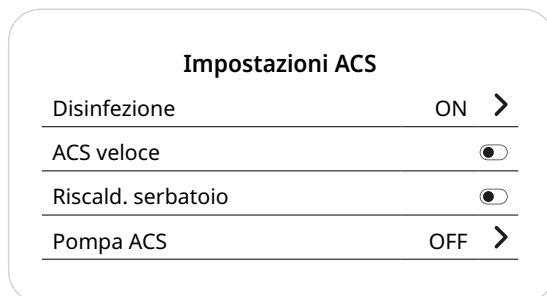 Impostazioni ACS
Disinfezione ON
ACS veloce
Riscald. serbatoio
Pompa ACS OFF